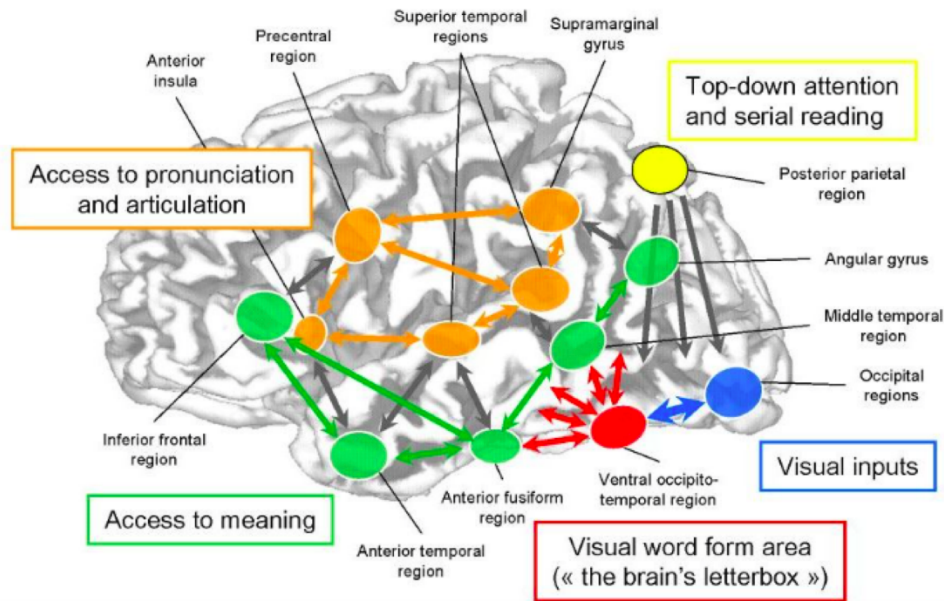 Superior temporal
regions
Supramarginal
gyrus
Precentral
region
Anterior
insula
Top-down attention
and serial reading
Access to pronunciation
and articulation
Posterior parietal
region
Angular gyrus
Middle temporal
region
Occipital
regions
Inferior frontal
region
Visual inputs
Ventral occipito-
temporal region
Anterior fusiform
region
Access to meaning
Anterior temporal
region
Visual word form area
(« the brain's letterbox »)